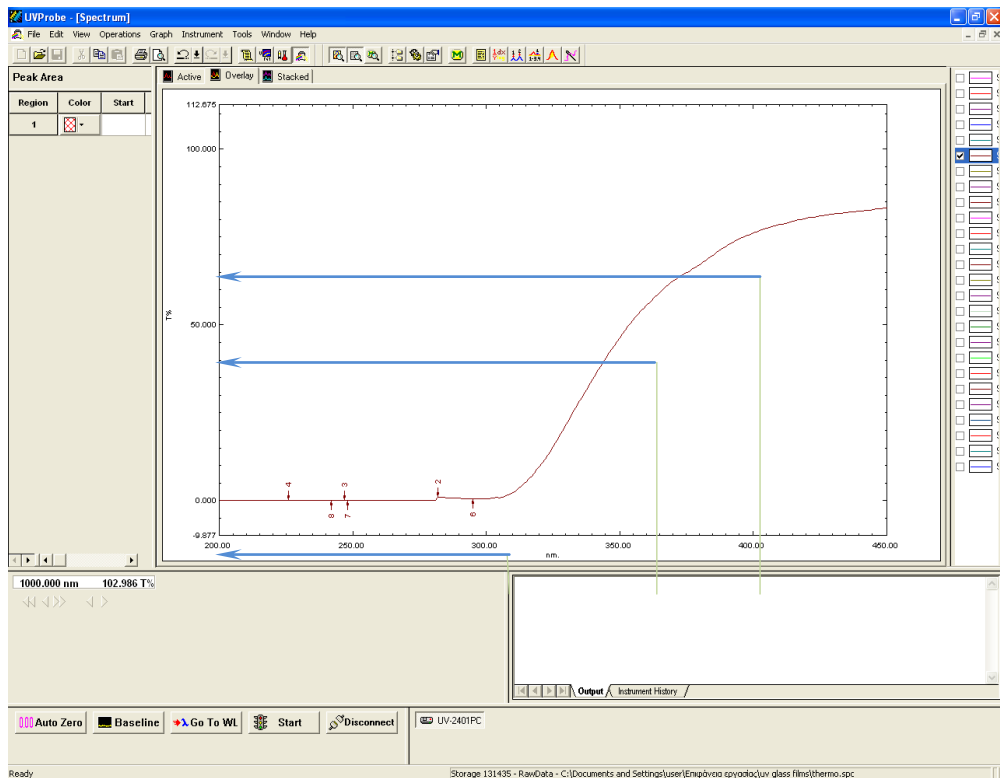 UVProbe - [Spectrum]
File Edit View Operations Graph Instrument Tools Window Help
Peak Area
Region Color Start
1
Active Overlay Stacked
112.675
100.000
T%
50.000
0.000
-9.877
4 8 3 7 2 6
200.00 250.00 300.00 350.00 400.00 450.00
nm.
1000.000 nm 102.986 T%
Output Instrument History
Auto Zero Baseline Go To WL Start Disconnect
UV-2401PC
Ready Storage 131435 - RawData - C:\Documents and Settings\user\Επιφάνεια εργασίας\uv glass films\thermo.spc